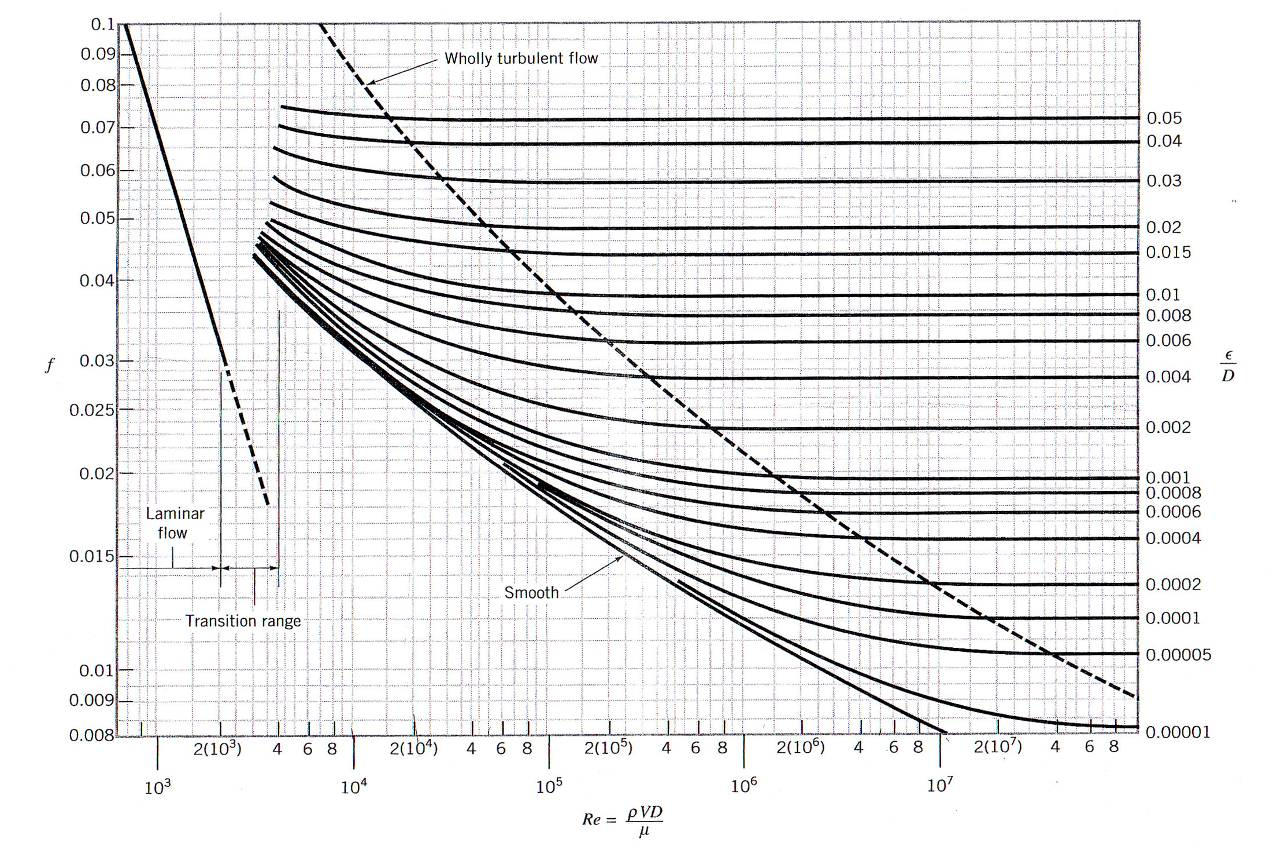 0.1
0.09
0.08
0.07
0.06
0.05
0.04
0.03
0.025
0.02
0.015
0.01
0.009
0.008
f
Wholly turbulent flow
Laminar
flow
Transition range
Smooth
0.05
0.04
0.03
0.02
0.015
0.01
0.008
0.006
0.004
0.002
0.001
0.0008
0.0006
0.0004
0.0002
0.0001
0.00005
0.00001
ϵ
D
2(10³) 4 6 8 2(10⁴) 4 6 8 2(10⁵) 4 6 8 2(10⁶) 4 6 8 2(10⁷) 4 6 8
10³ 10⁴ 10⁵ 10⁶ 10⁷
Re = ρVD
μ